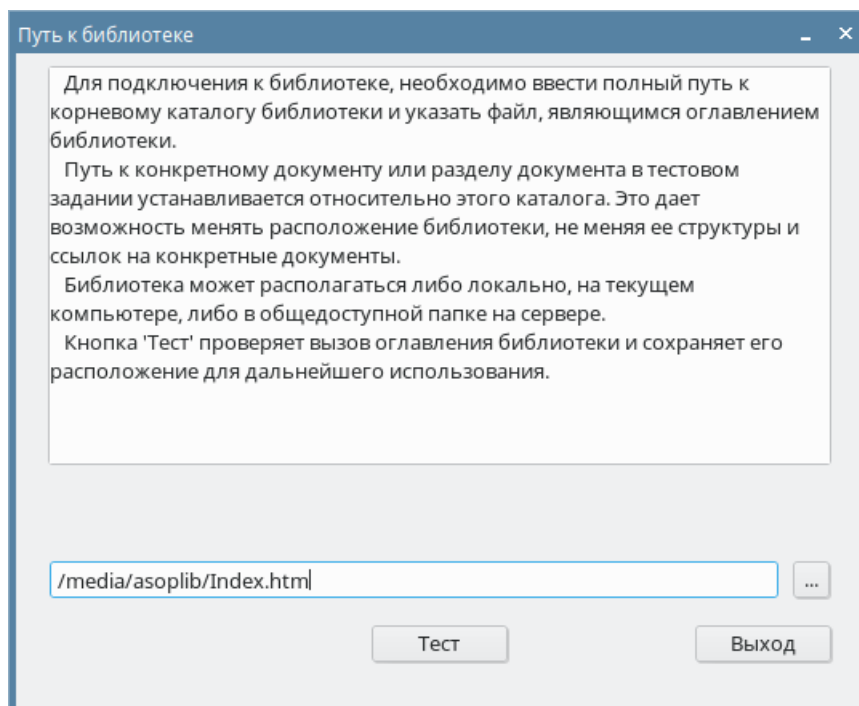 Путь к библиотеке
Для подключения к библиотеке, необходимо ввести полный путь к
корневому каталогу библиотеки и указать файл, являющимся оглавлением
библиотеки.
Путь к конкретному документу или разделу документа в тестовом
задании устанавливается относительно этого каталога. Это дает
возможность менять расположение библиотеки, не меняя ее структуры и
ссылок на конкретные документы.
Библиотека может располагаться либо локально, на текущем
компьютере, либо в общедоступной папке на сервере.
Кнопка 'Тест' проверяет вызов оглавления библиотеки и сохраняет его
расположение для дальнейшего использования.
/media/asoplib/Index.htm
...
Тест
Выход